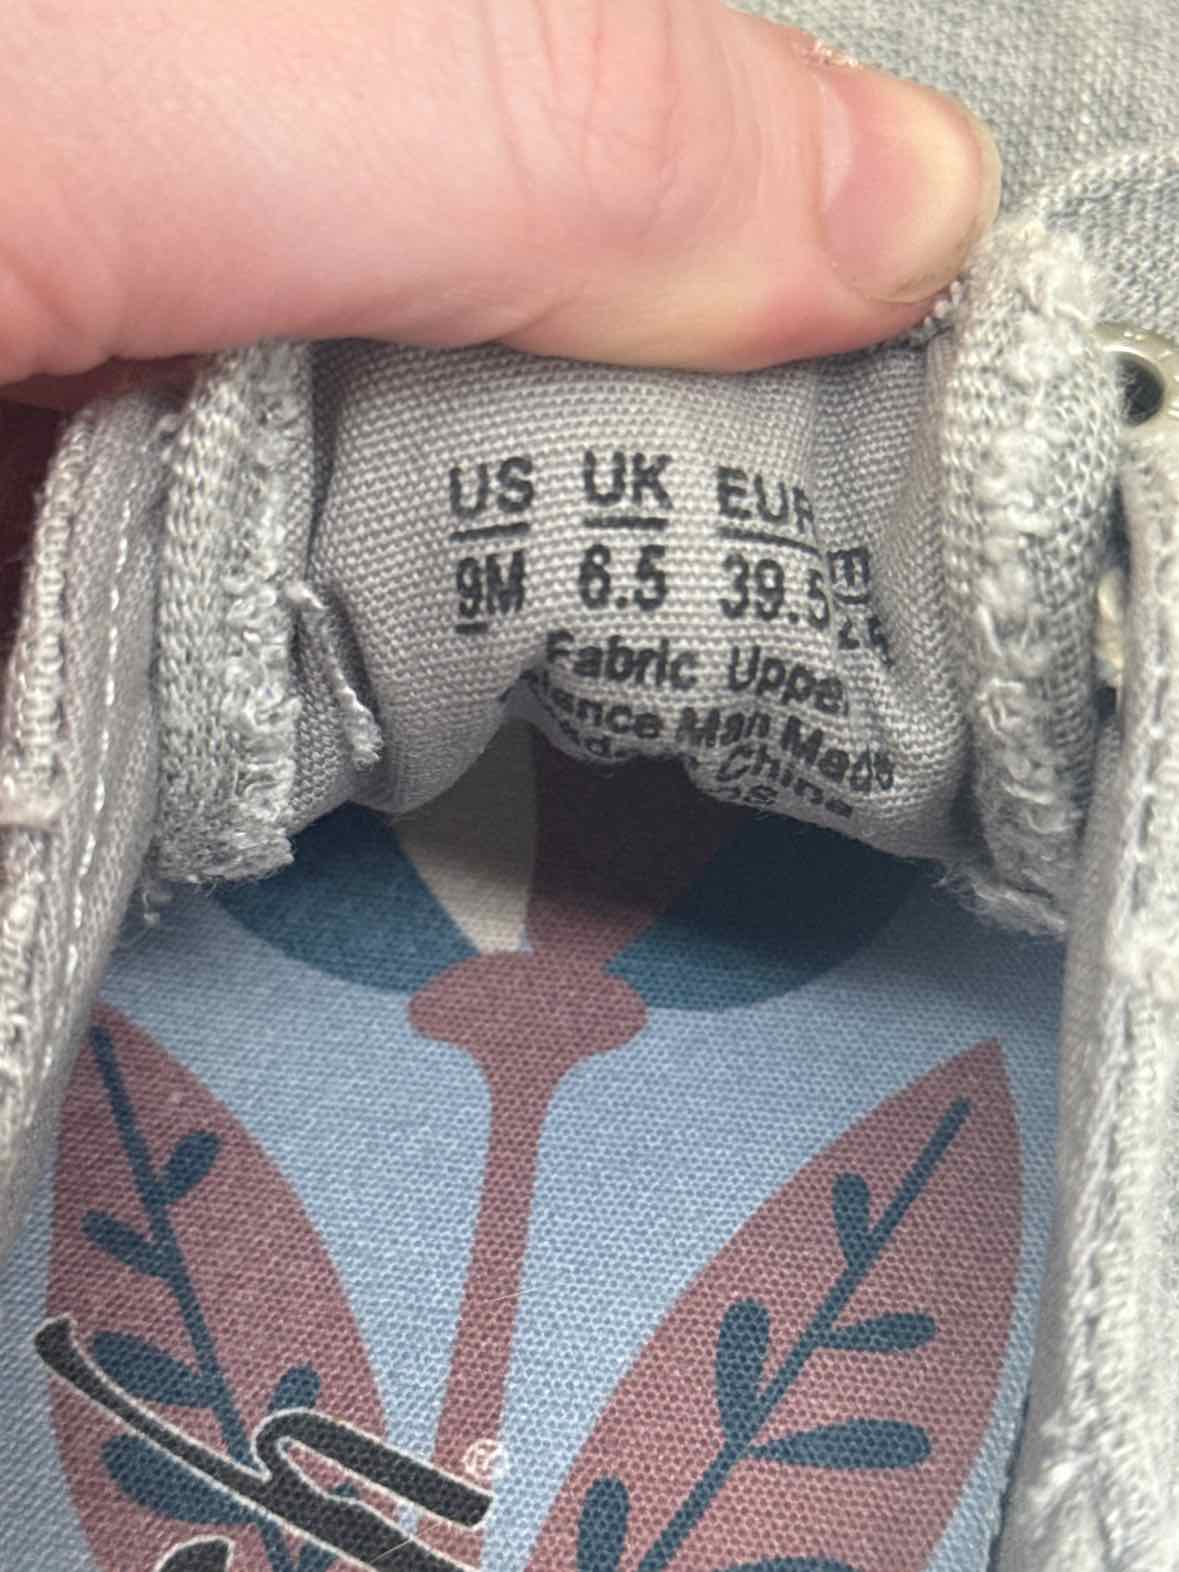 US UK EUR
9M 6.5 39.5
Fabric Upper
Man Made
China
h®